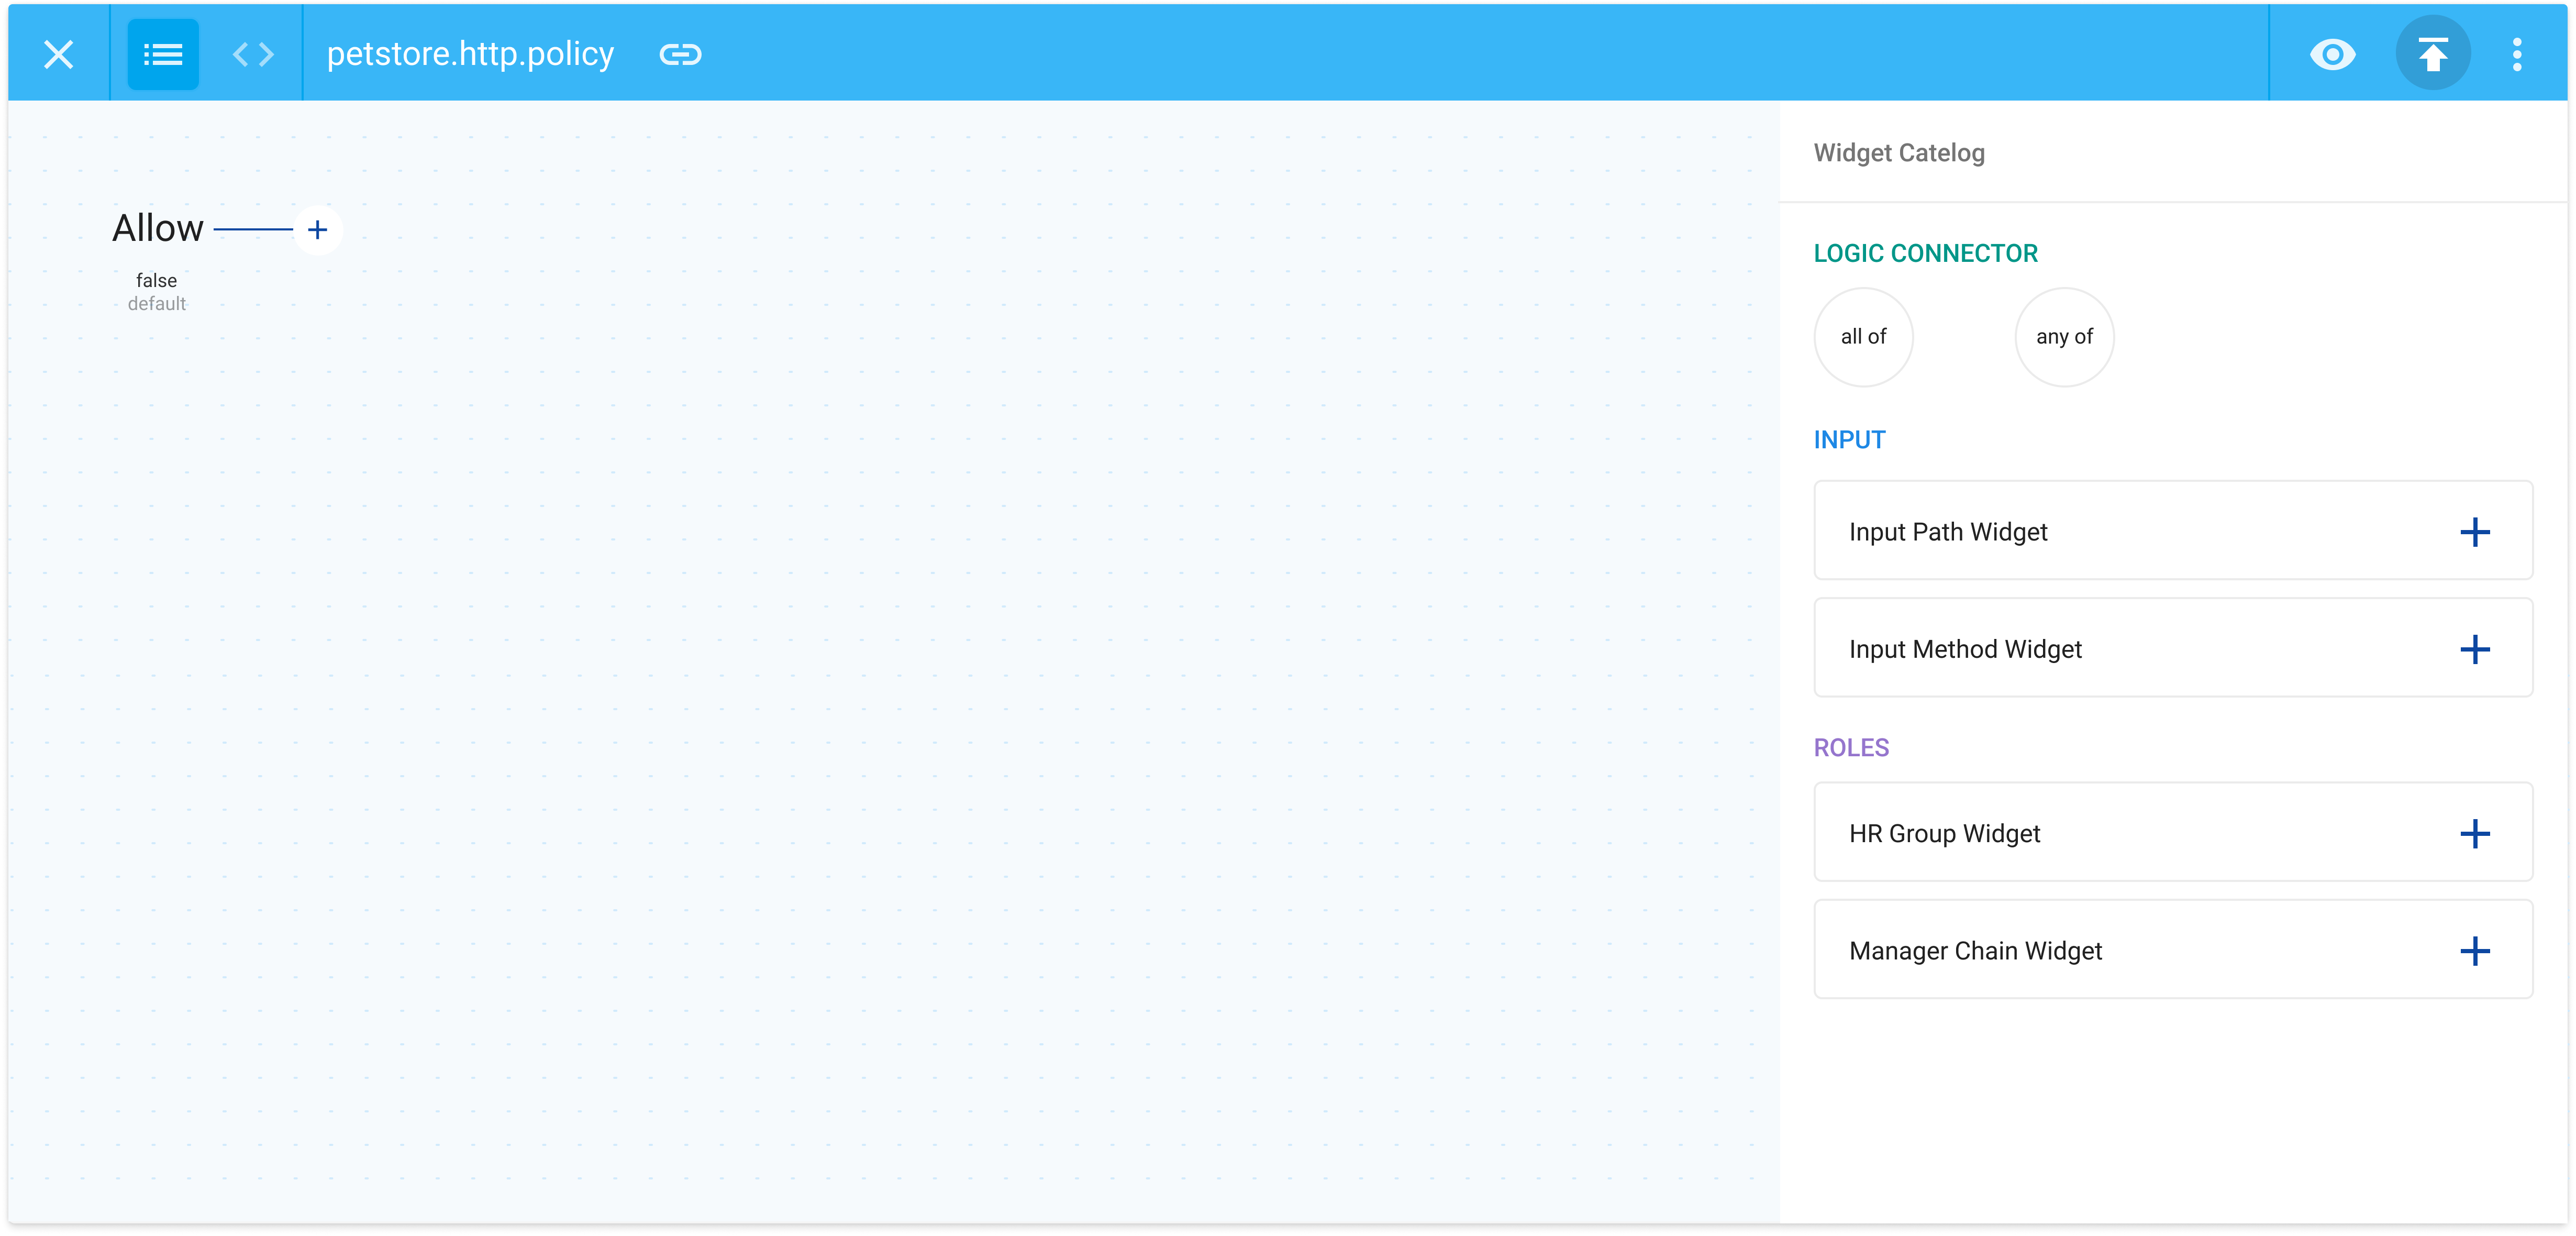 petstore.http.policy
Allow
false
default
Widget Catelog
LOGIC CONNECTOR
all of
any of
INPUT
Input Path Widget
Input Method Widget
ROLES
HR Group Widget
Manager Chain Widget